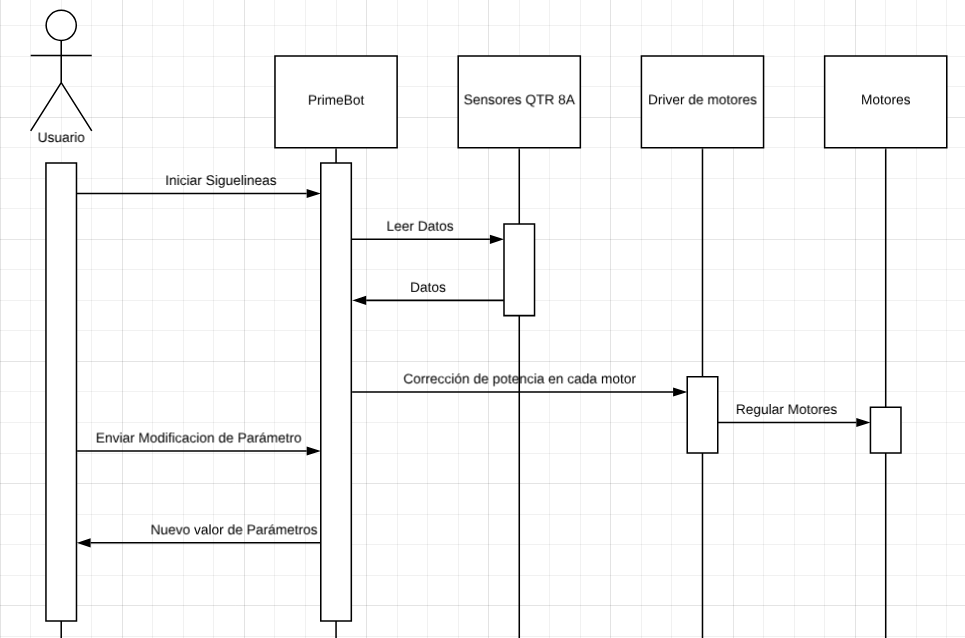 Usuario
PrimeBot
Sensores QTR 8A
Driver de motores
Motores
Iniciar Siguelineas
Leer Datos
Datos
Corrección de potencia en cada motor
Regular Motores
Enviar Modificacion de Parámetro
Nuevo valor de Parámetros